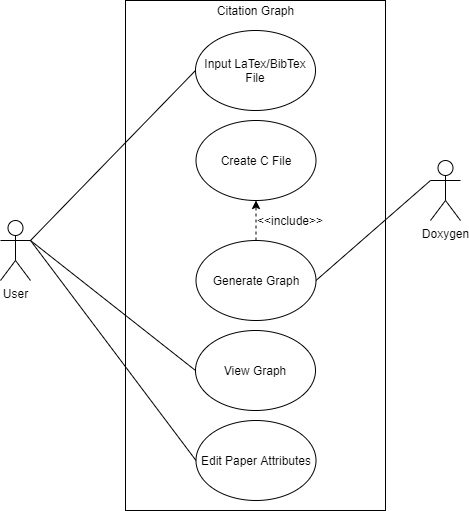 Citation Graph
Input LaTex/BibTex
File
Create C File
<<include>>
Doxygen
Generate Graph
User
View Graph
Edit Paper Attributes